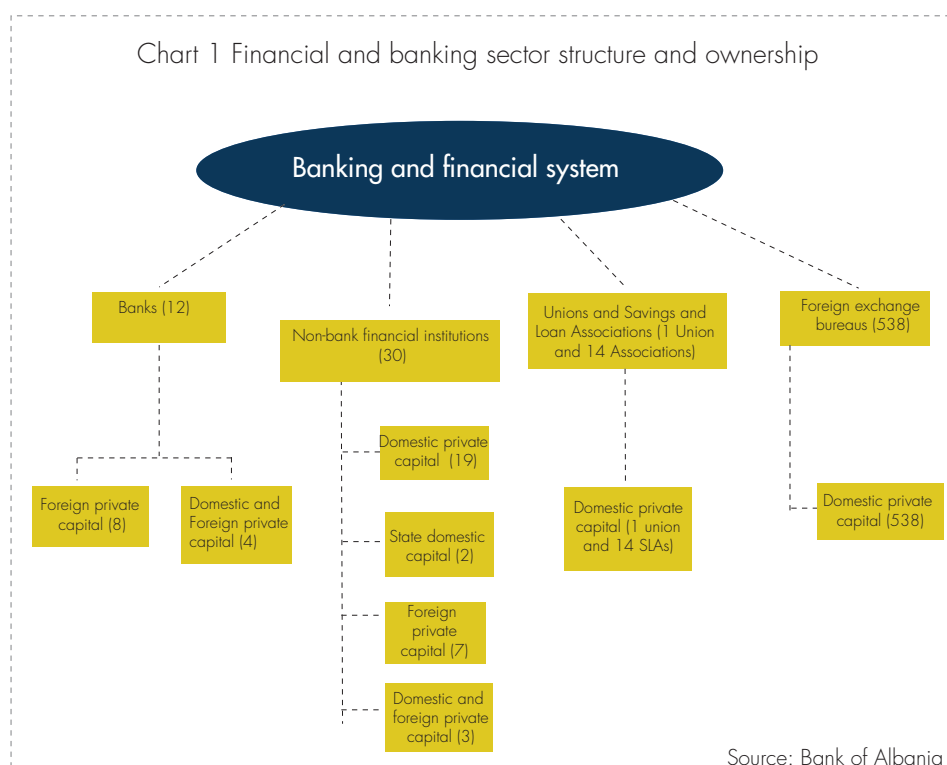 Chart 1 Financial and banking sector structure and ownership
Banking and financial system
Banks (12)
Non-bank financial institutions
(30)
Unions and Savings and
Loan Associations (1 Union
and 14 Associations)
Foreign exchange
bureaus (538)
Foreign private
capital (8)
Domestic and
Foreign private
capital (4)
Domestic private
capital (19)
State domestic
capital (2)
Foreign
private
capital (7)
Domestic and
foreign private
capital (3)
Domestic private
capital (1 union
and 14 SLAs)
Domestic private
capital (538)
Source: Bank of Albania